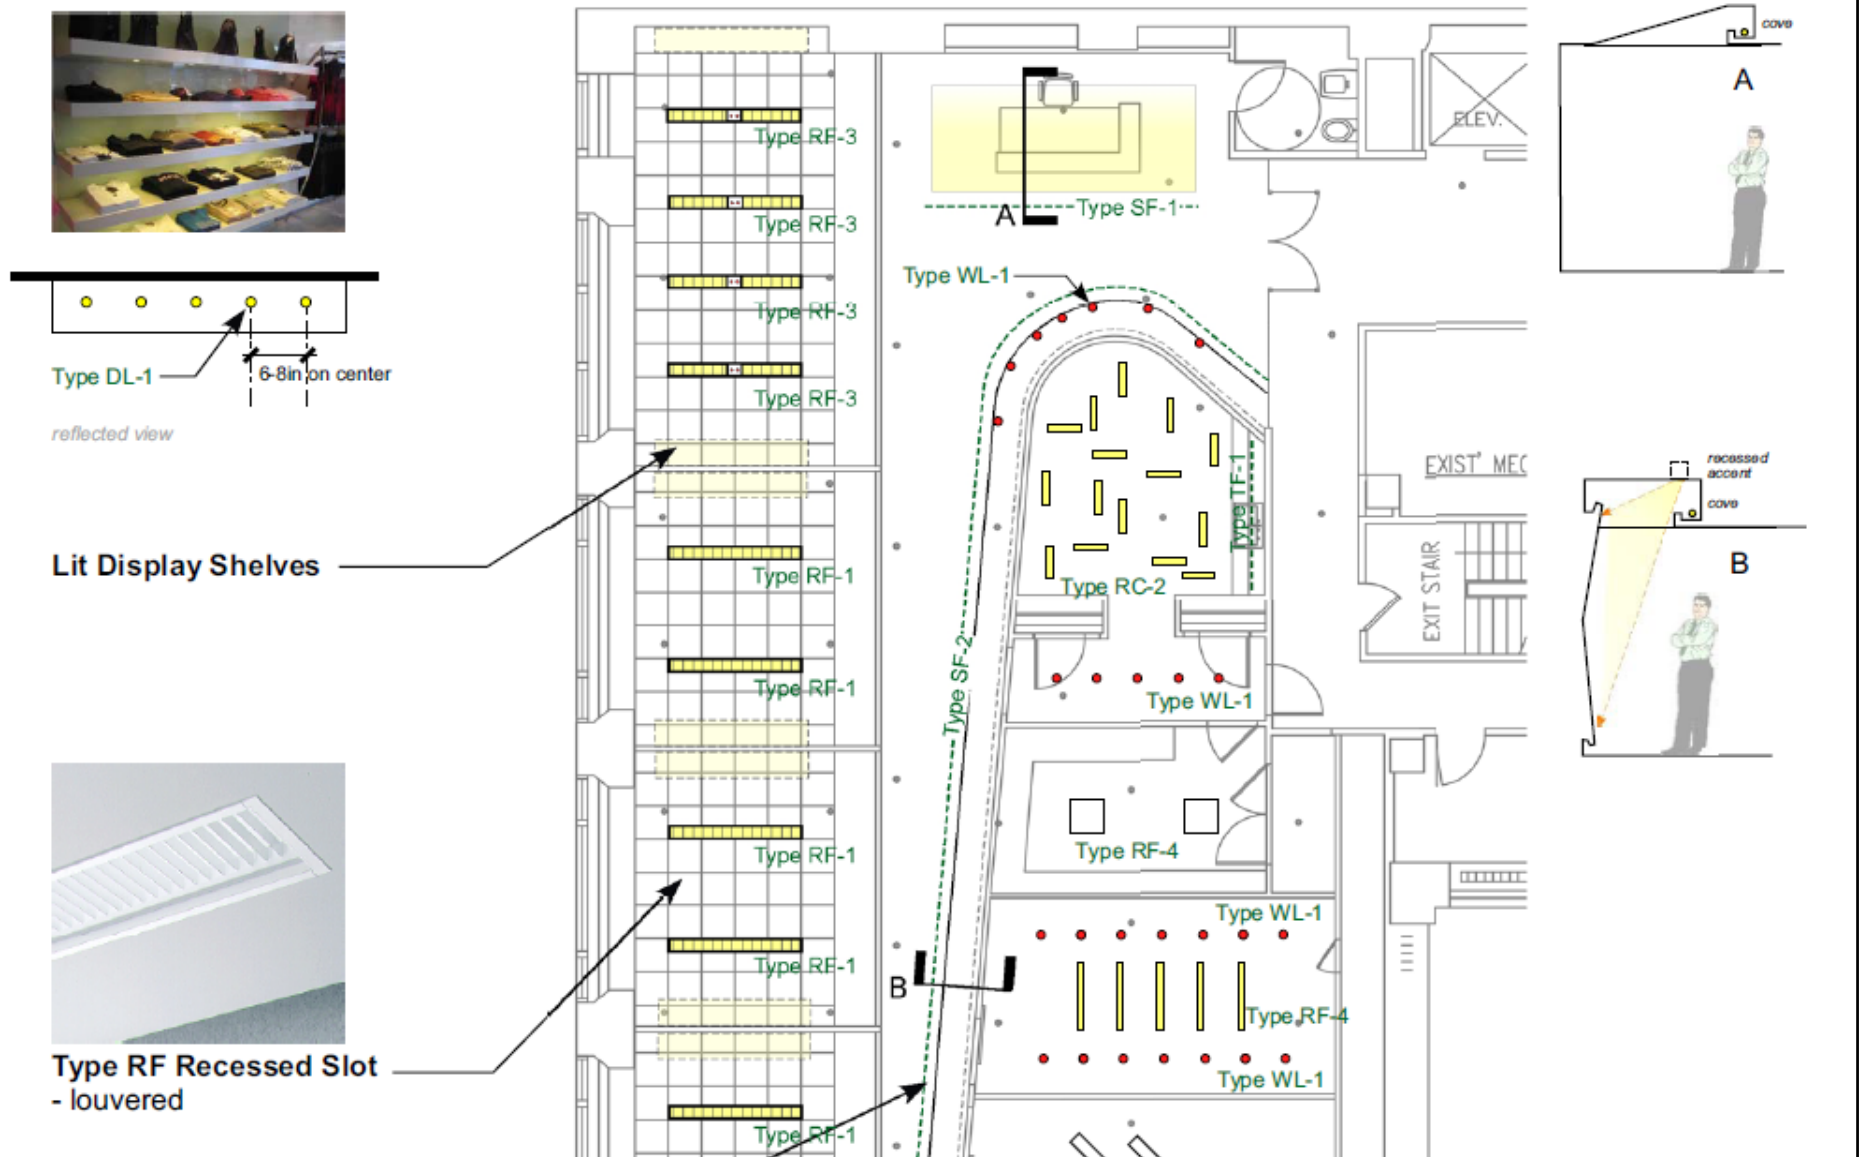 Type DL-1
6-8in on center
reflected view
Lit Display Shelves
Type RF Recessed Slot
- louvered
Type RF-3
Type RF-3
Type RF-3
Type RF-3
Type RF-1
Type RF-1
Type RF-1
Type RF-1
Type RF-1
A
Type SF-1
Type WL-1
Type SF-2
Type TF-1
Type RC-2
Type WL-1
Type RF-4
Type WL-1
B
Type RF-4
Type WL-1
ELEV.
EXIST' MEC
EXIT STAIR
cove
A
recessed
accent
cove
B